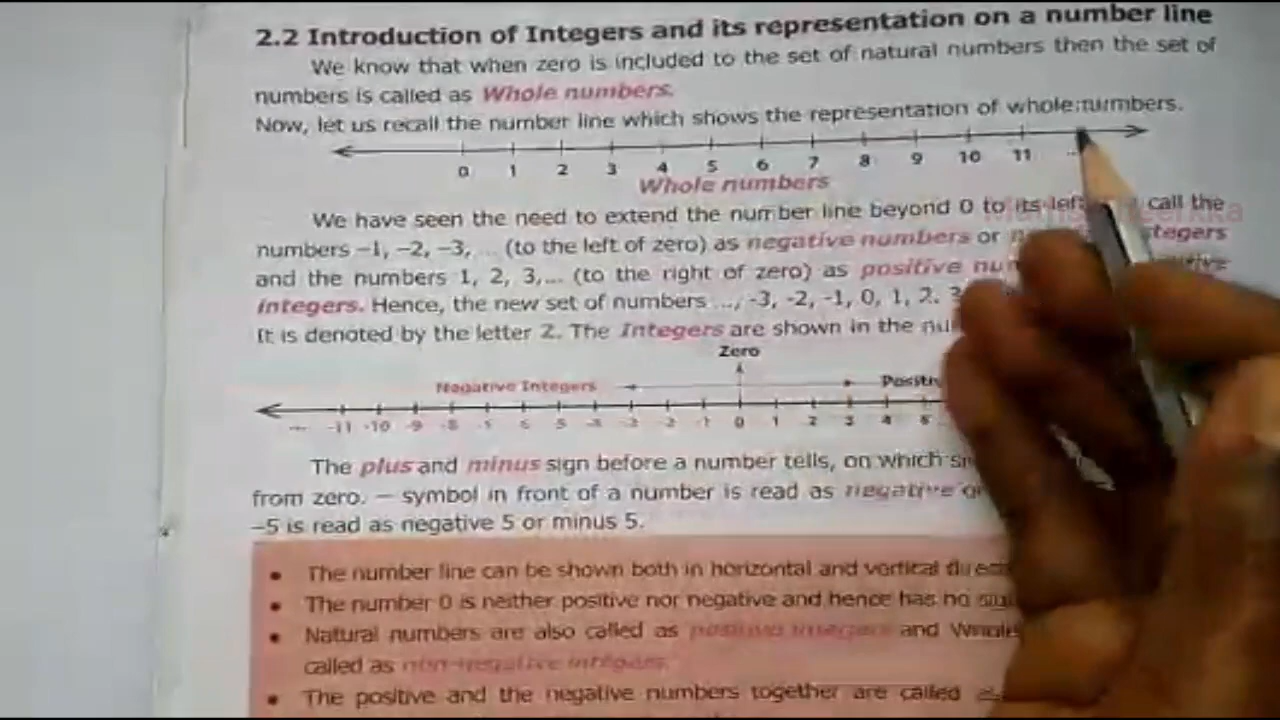 2.2 Introduction of Integers and its representation on a number line
We know that when zero is included to the set of natural numbers then the set of
numbers is called as Whole numbers.
Now, let us recall the number line which shows the representation of whole numbers.
0 1 2 3 4 5 6 7 8 9 10 11
Whole numbers
We have seen the need to extend the number line beyond 0 to its left call the
numbers –1, –2, –3, ... (to the left of zero) as negative numbers or
and the numbers 1, 2, 3,... (to the right of zero) as positive
integers. Hence, the new set of numbers ..., -3, -2, -1, 0, 1, 2, 3
It is denoted by the letter Z. The Integers are shown in the
Zero
Negative Integers
... -11 -10 -9 -8 -2 -1 0 1 2 3 4 5
The plus and minus sign before a number tells, on which
from zero. — symbol in front of a number is read as negative or
–5 is read as negative 5 or minus 5.
• The number line can be shown both in horizontal and vertical
• The number 0 is neither positive nor negative and hence has no
• Natural numbers are also called as positive integers and Whole
called as non-negative integers.
• The positive and the negative numbers together are called